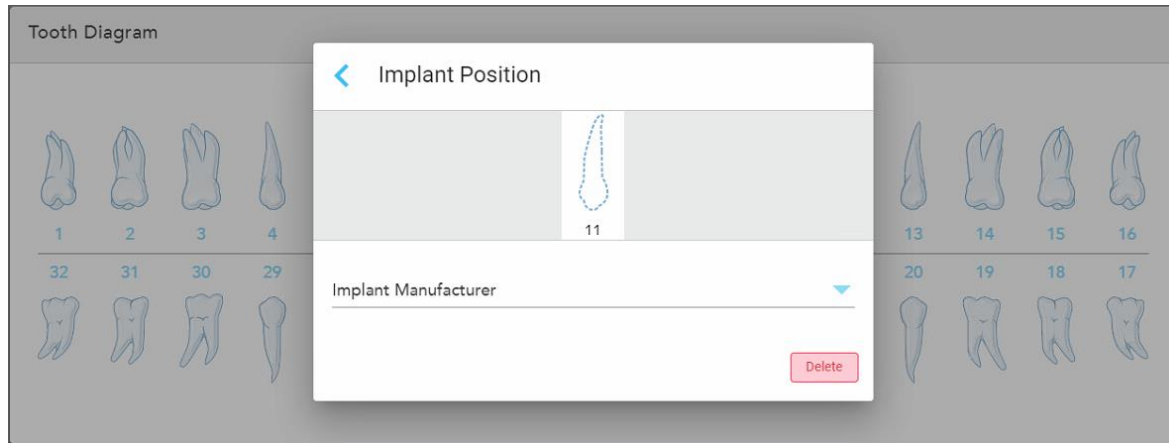 Tooth Diagram
Implant Position
11
1 2 3 4 13 14 15 16
32 31 30 29 20 19 18 17
Implant Manufacturer
Delete